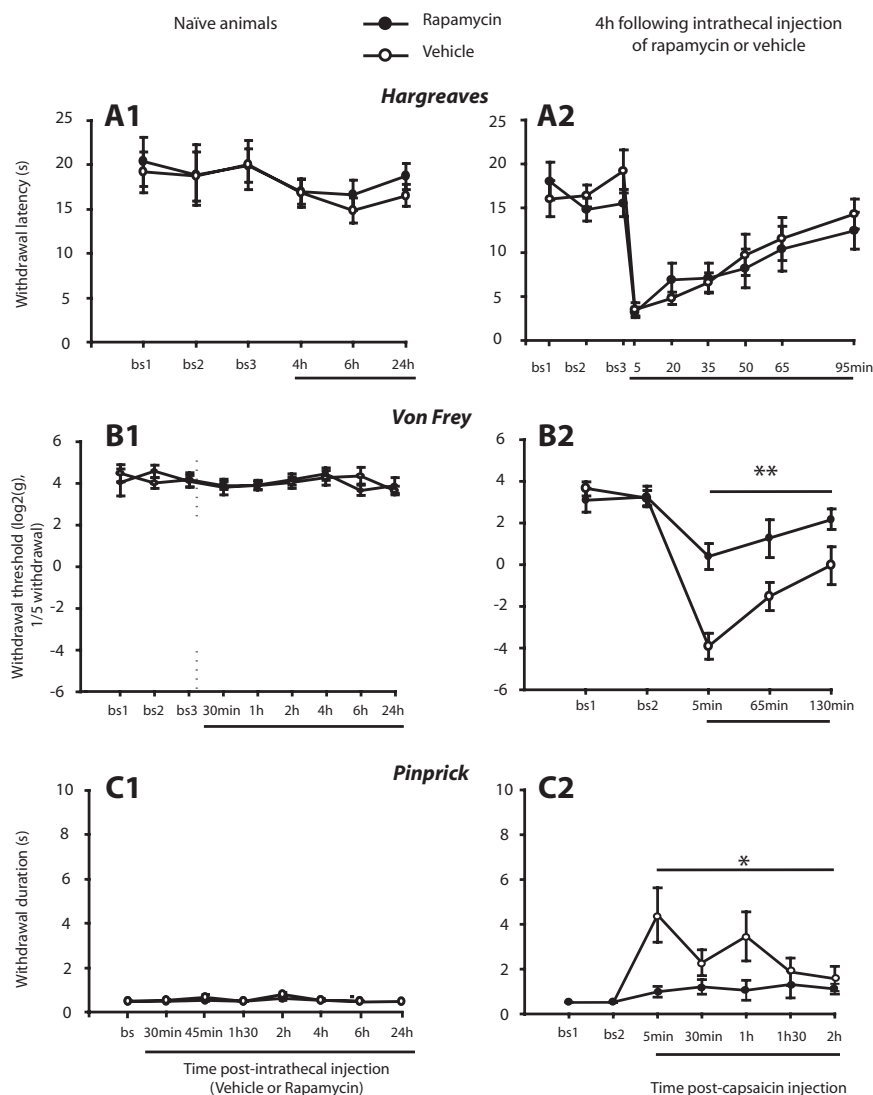 Naïve animals
Rapamycin
Vehicle
4h following intrathecal injection
of rapamycin or vehicle
Hargreaves
A1
Withdrawal latency (s)
25
20
15
10
5
0
bs1 bs2 bs3 4h 6h 24h
A2
25
20
15
10
5
0
bs1 bs2 bs3 5 20 35 50 65 95min
Von Frey
B1
Withdrawal threshold (log2(g),
1/5 withdrawal)
6
4
2
0
-2
-4
-6
bs1 bs2 bs3 30min 1h 2h 4h 6h 24h
B2
6
4
2
0
-2
-4
-6
**
bs1 bs2 5min 65min 130min
Pinprick
C1
Withdrawal duration (s)
10
8
6
4
2
0
bs 30min 45min 1h30 2h 4h 6h 24h
Time post-intrathecal injection
(Vehicle or Rapamycin)
C2
10
8
6
4
2
0
*
bs1 bs2 5min 30min 1h 1h30 2h
Time post-capsaicin injection